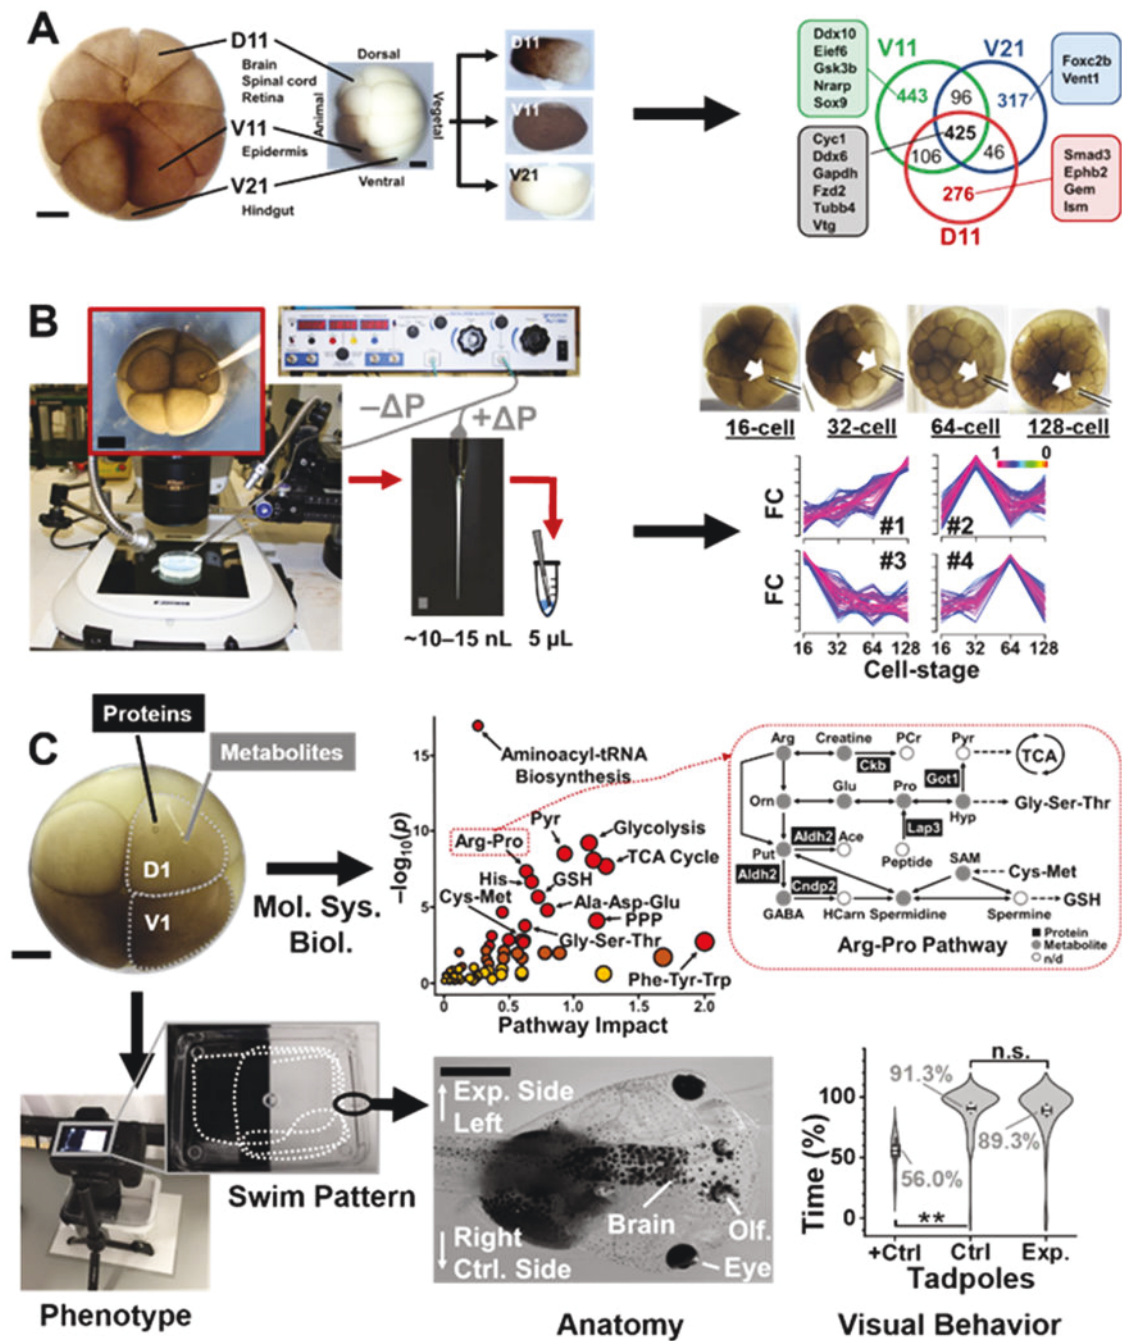 A
D11
Brain
Spinal cord
Retina
V11
Epidermis
V21
Hindgut
Dorsal
Animal
Vegetal
Ventral
D11
V11
V21
Ddx10
Eief6
Gsk3b
Nrarp
Sox9
V11
V21
Foxc2b
Vent1
443
96
317
425
106
46
276
D11
Cyc1
Ddx6
Gapdh
Fzd2
Tubb4
Vtg
Smad3
Ephb2
Gem
Ism
B
–ΔP
+ΔP
~10–15 nL
5 µL
16-cell
32-cell
64-cell
128-cell
1
0
FC
#1
#2
FC
#3
#4
16 32 64 128
16 32 64 128
Cell-stage
C
Proteins
Metabolites
D1
V1
Mol. Sys.
Biol.
–log10(p)
15
10
5
0
Aminoacyl-tRNA
Biosynthesis
Pyr
Glycolysis
Arg-Pro
TCA Cycle
His
GSH
Cys-Met
Ala-Asp-Glu
PPP
Gly-Ser-Thr
Phe-Tyr-Trp
0 0.5 1.0 1.5 2.0
Pathway Impact
Arg
Creatine
PCr
Pyr
TCA
Ckb
Got1
Orn
Glu
Pro
Hyp
Gly-Ser-Thr
Aldh2
Ace
Lap3
Put
Peptide
SAM
Cys-Met
Aldh2
Cndp2
GABA
HCarn
Spermidine
Spermine
GSH
Arg-Pro Pathway
Protein
Metabolite
n/d
Swim Pattern
Phenotype
Exp. Side
Left
Right
Ctrl. Side
Brain
Olf.
Eye
Anatomy
n.s.
91.3%
89.3%
56.0%
**
Time (%)
100
50
0
+Ctrl
Ctrl
Exp.
Tadpoles
Visual Behavior